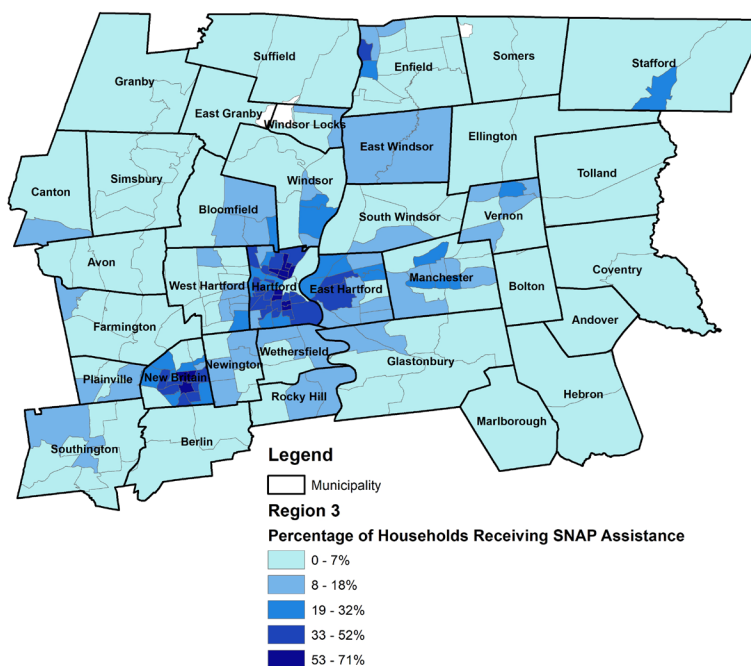 Suffield
Somers
Stafford
Enfield
Granby
East Granby
Windsor Locks
East Windsor
Ellington
Tolland
Simsbury
Canton
Windsor
Bloomfield
South Windsor
Vernon
Avon
Coventry
West Hartford
Hartford
East Hartford
Manchester
Bolton
Andover
Farmington
Wethersfield
Glastonbury
Newington
Plainville
New Britain
Rocky Hill
Hebron
Marlborough
Southington
Berlin
Legend
Municipality
Region 3
Percentage of Households Receiving SNAP Assistance
0 - 7%
8 - 18%
19 - 32%
33 - 52%
53 - 71%